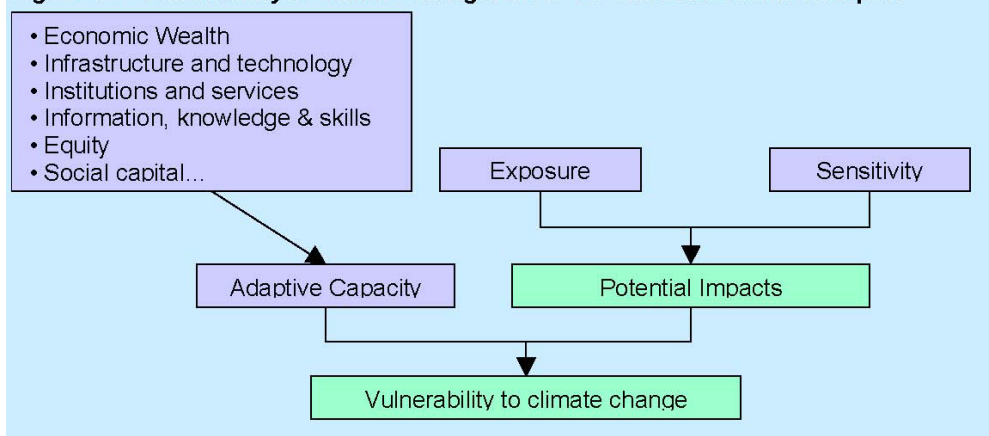 • Economic Wealth
• Infrastructure and technology
• Institutions and services
• Information, knowledge & skills
• Equity
• Social capital...
Exposure
Sensitivity
Adaptive Capacity
Potential Impacts
Vulnerability to climate change